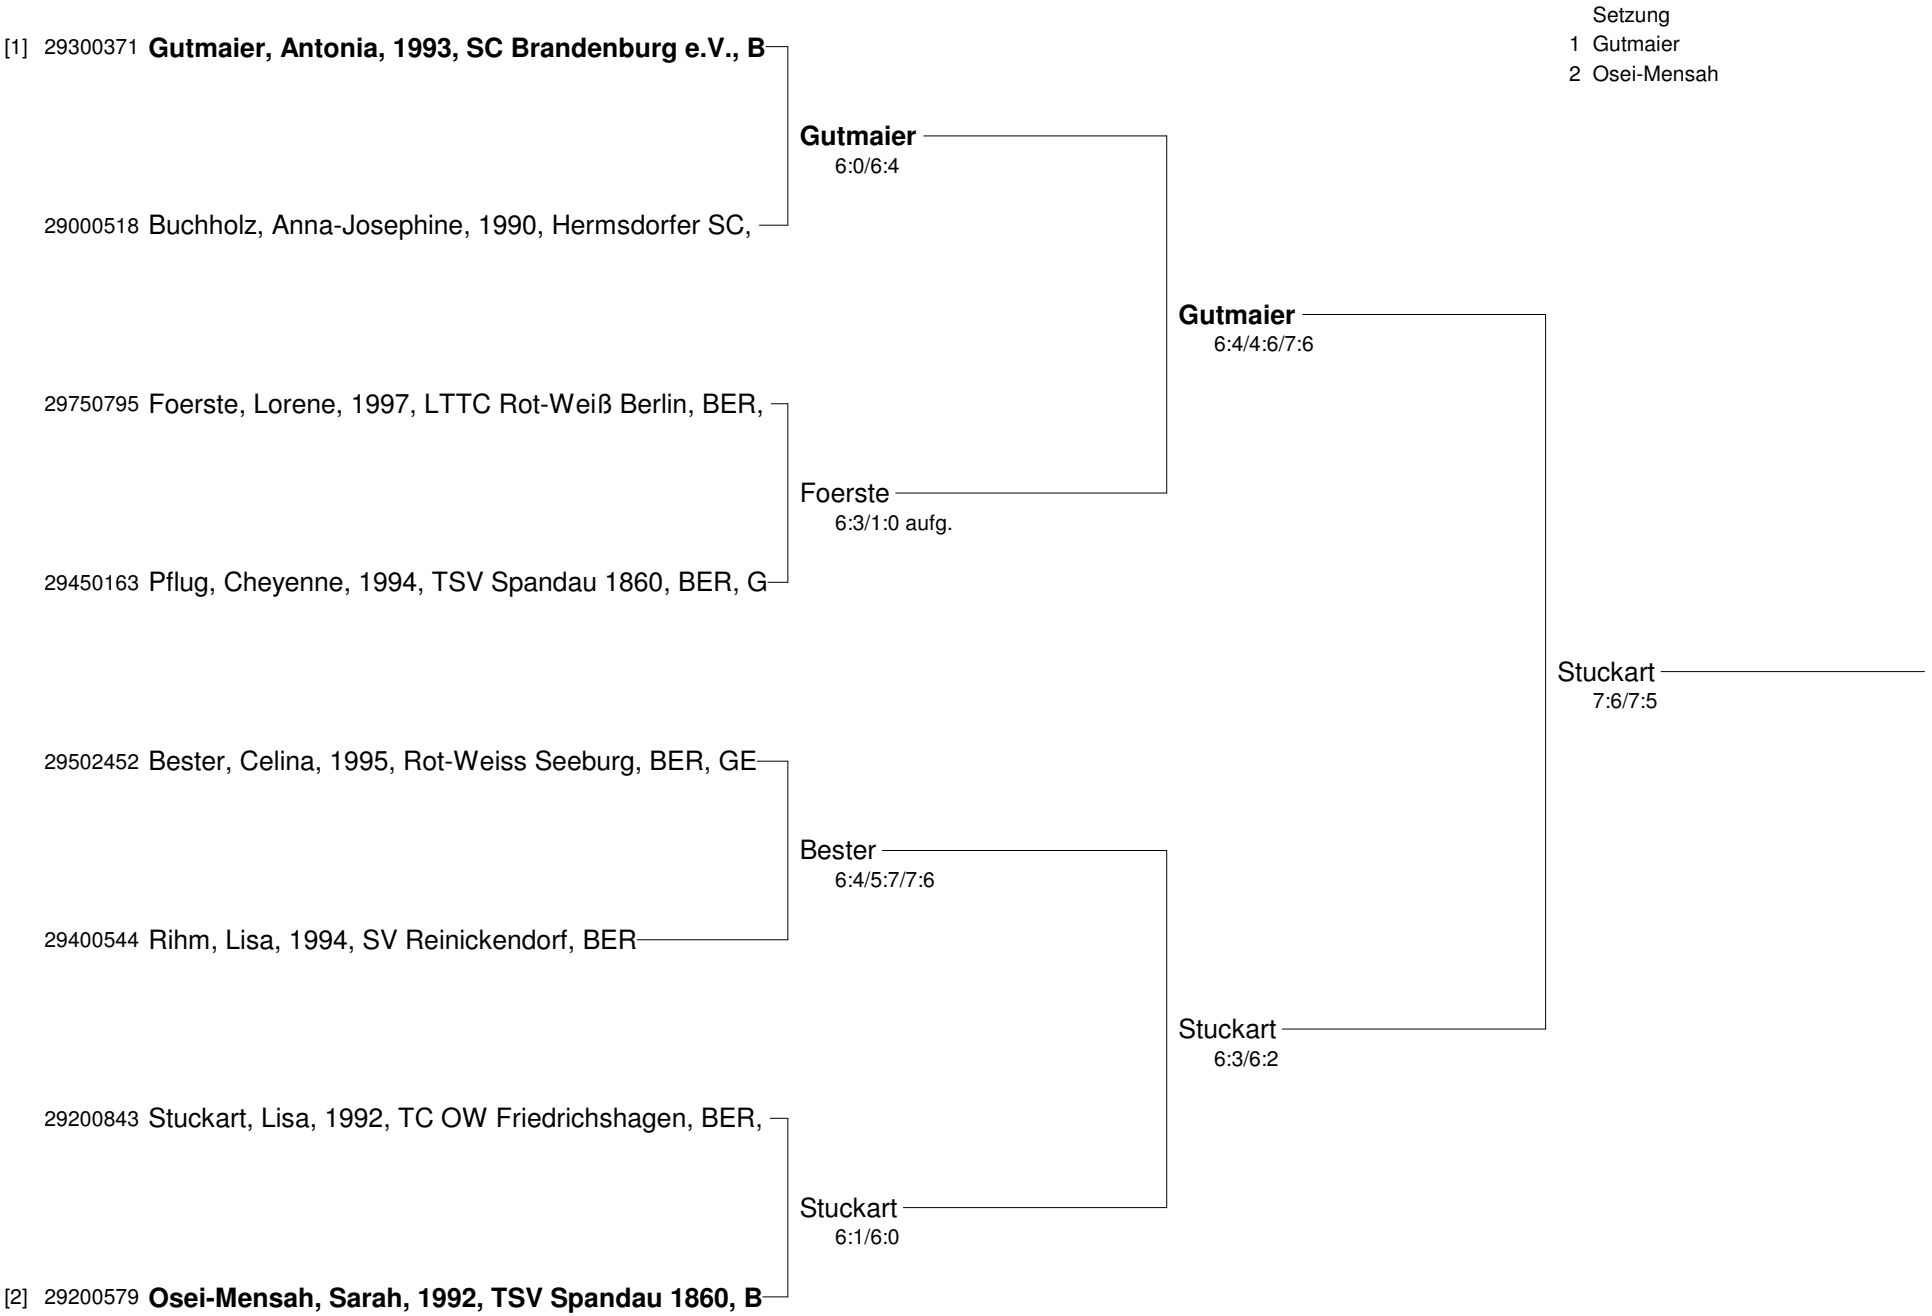 Setzung
1 Gutmaier
2 Osei-Mensah
[1] 29300371 Gutmaier, Antonia, 1993, SC Brandenburg e.V., B
Gutmaier
6:0/6:4
29000518 Buchholz, Anna-Josephine, 1990, Hermsdorfer SC,
Gutmaier
6:4/4:6/7:6
29750795 Foerste, Lorene, 1997, LTTC Rot-Weiß Berlin, BER,
Foerste
6:3/1:0 aufg.
29450163 Pflug, Cheyenne, 1994, TSV Spandau 1860, BER, G
Stuckart
7:6/7:5
29502452 Bester, Celina, 1995, Rot-Weiss Seeburg, BER, GE
Bester
6:4/5:7/7:6
29400544 Rihm, Lisa, 1994, SV Reinickendorf, BER
Stuckart
6:3/6:2
29200843 Stuckart, Lisa, 1992, TC OW Friedrichshagen, BER,
Stuckart
6:1/6:0
[2] 29200579 Osei-Mensah, Sarah, 1992, TSV Spandau 1860, B